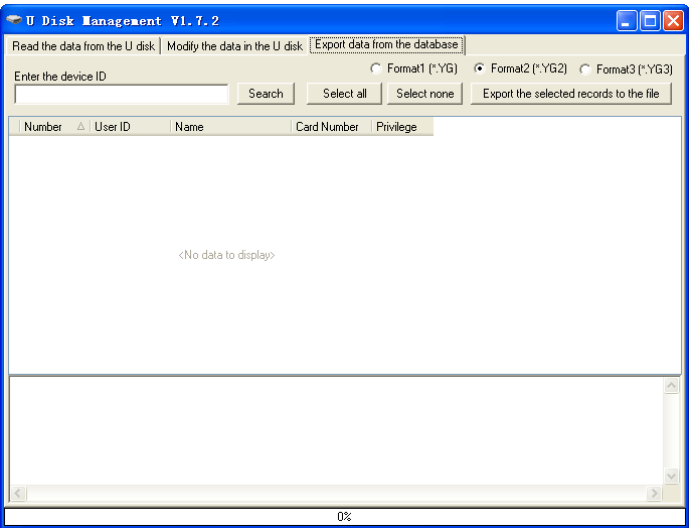 U Disk Management V1.7.2
Read the data from the U disk Modify the data in the U disk Export data from the database
Enter the device ID Format1 (*.YG) Format2 (*.YG2) Format3 (*.YG3)
Search Select all Select none Export the selected records to the file
Number User ID Name Card Number Privilege
<No data to display>
0%